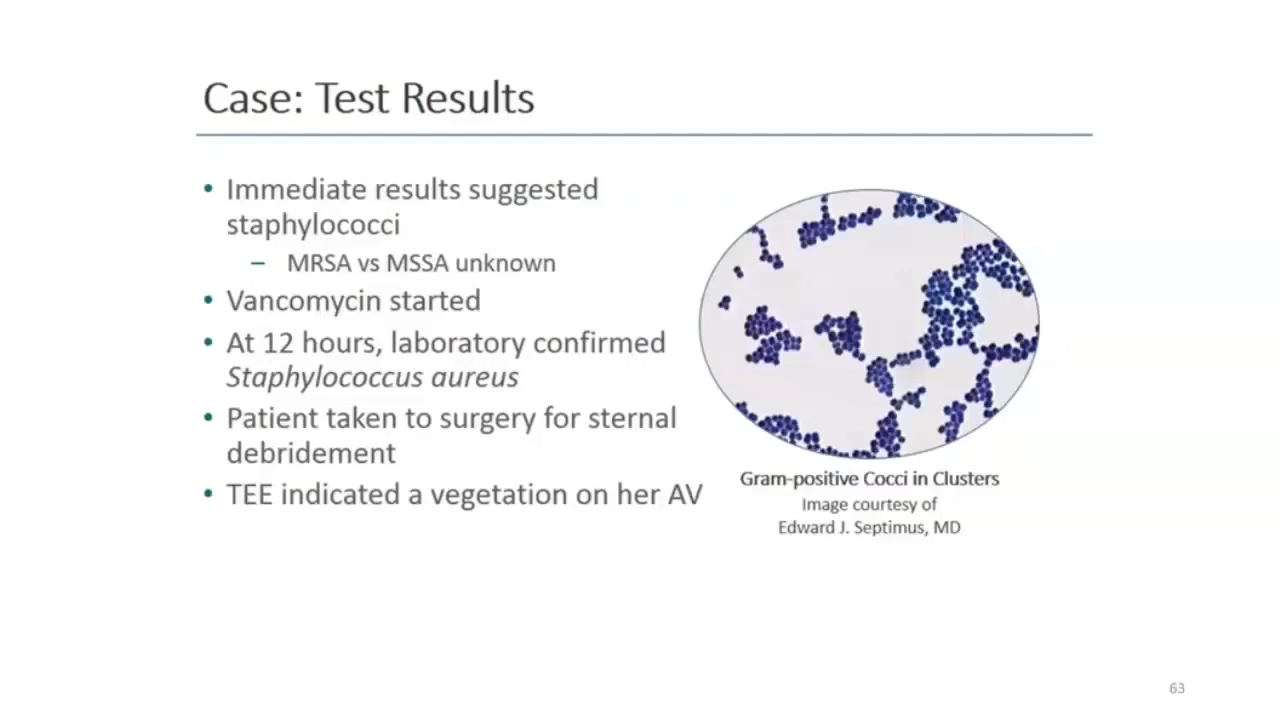 Case: Test Results
• Immediate results suggested
staphylococci
– MRSA vs MSSA unknown
• Vancomycin started
• At 12 hours, laboratory confirmed
Staphylococcus aureus
• Patient taken to surgery for sternal
debridement
• TEE indicated a vegetation on her AV
Gram-positive Cocci in Clusters
Image courtesy of
Edward J. Septimus, MD
63